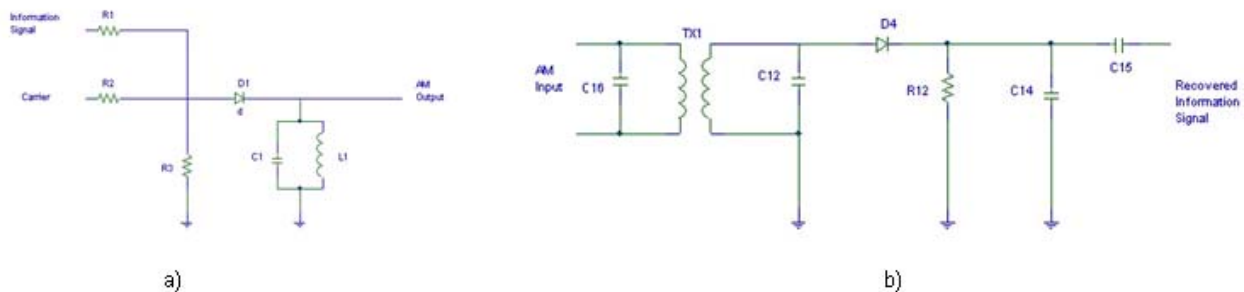 Information
Signal
R1
Carrier
R2
D1
d
AM
Output
R3
C1
L1
a)
AM
Input
C16
TX1
C12
D4
R12
C14
C15
Recovered
Information
Signal
b)